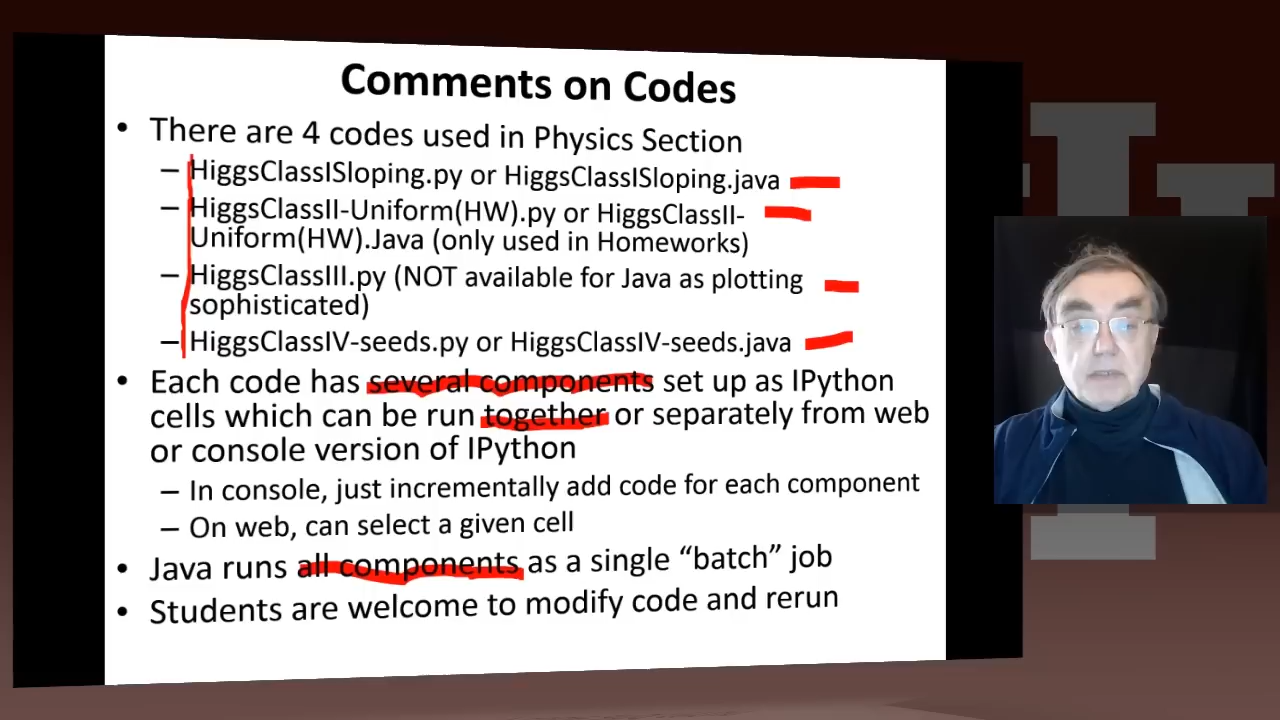 Comments on Codes
• There are 4 codes used in Physics Section
– HiggsClassISloping.py or HiggsClassISloping.java
– HiggsClassII-Uniform(HW).py or HiggsClassII-
Uniform(HW).Java (only used in Homeworks)
– HiggsClassIII.py (NOT available for Java as plotting
sophisticated)
– HiggsClassIV-seeds.py or HiggsClassIV-seeds.java
• Each code has several components set up as IPython
cells which can be run together or separately from web
or console version of IPython
– In console, just incrementally add code for each component
– On web, can select a given cell
• Java runs all components as a single “batch” job
• Students are welcome to modify code and rerun